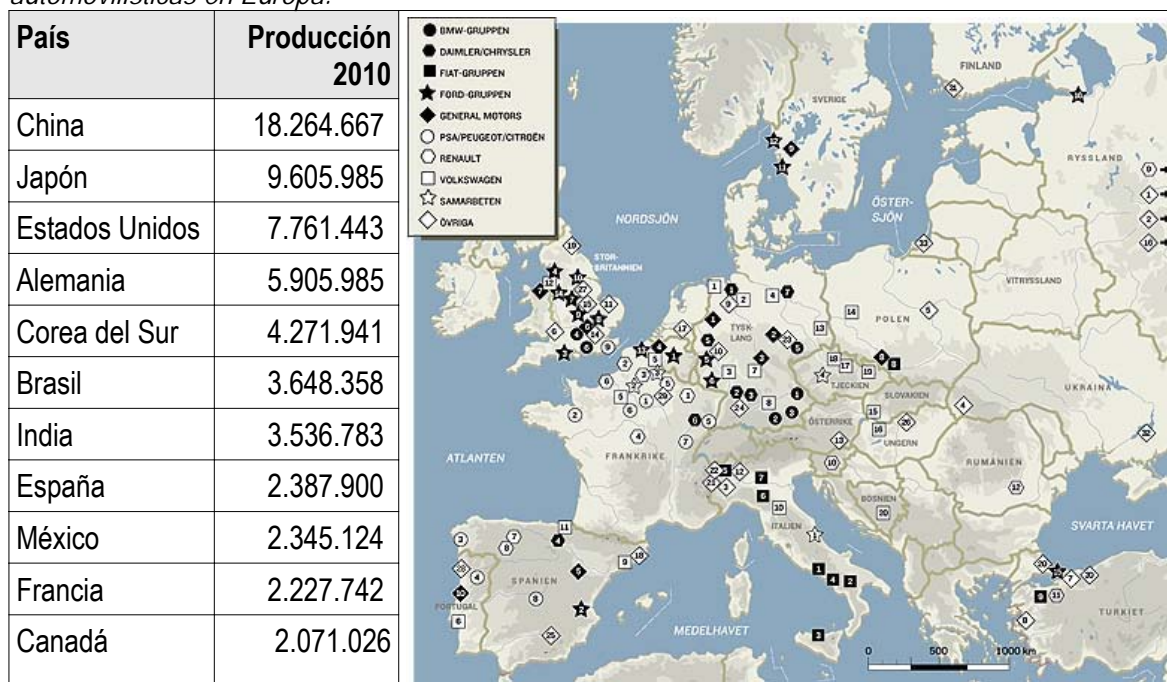 automovilísticas en Europa.
País Producción 2010
China 18.264.667
Japón 9.605.985
Estados Unidos 7.761.443
Alemania 5.905.985
Corea del Sur 4.271.941
Brasil 3.648.358
India 3.536.783
España 2.387.900
México 2.345.124
Francia 2.227.742
Canadá 2.071.026
BMW-GRUPPEN
DAIMLER/CHRYSLER
FIAT-GRUPPEN
FORD-GRUPPEN
GENERAL MOTORS
PSA/PEUGEOT/CITROËN
RENAULT
VOLKSWAGEN
SAMARBETEN
ÖVRIGA
FINLAND
SVERIGE
RYSSLAND
NORDSJÖN
ÖSTER-
SJÖN
STOR-
BRITANNIEN
VITRYSSLAND
POLEN
TYSK-
LAND
TJECKIEN
UKRAINA
SLOVAKIEN
ÖSTERRIKE
UNGERN
ATLANTEN
FRANKRIKE
RUMÄNIEN
BOSNIEN
ITALIEN
SVARTA HAVET
SPANIEN
PORTUGAL
MEDELHAVET
TURKIET
0 500 1000 km